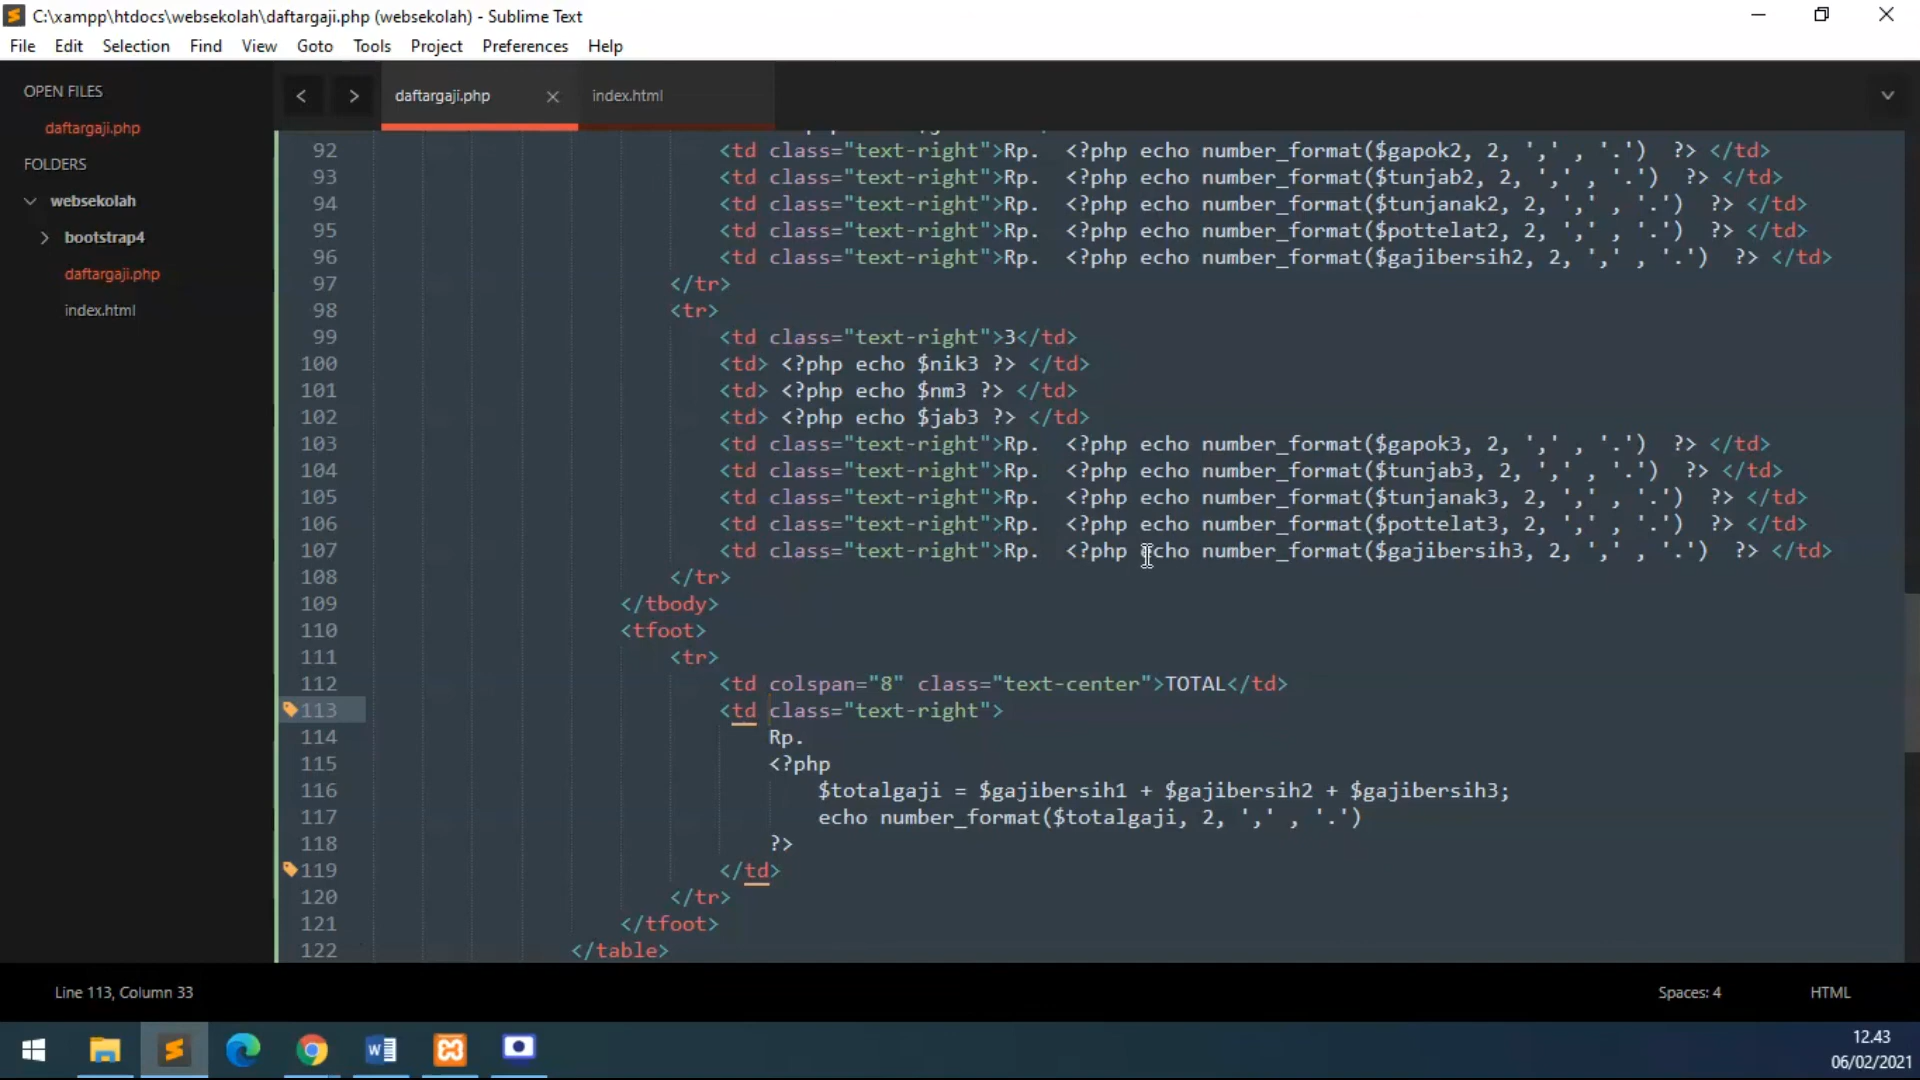 C:\xampp\htdocs\websekolah\daftargaji.php (websekolah) - Sublime Text
File Edit Selection Find View Goto Tools Project Preferences Help
OPEN FILES
daftargaji.php
FOLDERS
websekolah
bootstrap4
daftargaji.php
index.html
daftargaji.php index.html
92 <td class="text-right">Rp.  <?php echo number_format($gapok2, 2, ',' , '.')  ?> </td>
93 <td class="text-right">Rp.  <?php echo number_format($tunjab2, 2, ',' , '.')  ?> </td>
94 <td class="text-right">Rp.  <?php echo number_format($tunjanak2, 2, ',' , '.')  ?> </td>
95 <td class="text-right">Rp.  <?php echo number_format($pottelat2, 2, ',' , '.')  ?> </td>
96 <td class="text-right">Rp.  <?php echo number_format($gajibersih2, 2, ',' , '.')  ?> </td>
97 </tr>
98 <tr>
99 <td class="text-right">3</td>
100 <td> <?php echo $nik3 ?> </td>
101 <td> <?php echo $nm3 ?> </td>
102 <td> <?php echo $jab3 ?> </td>
103 <td class="text-right">Rp.  <?php echo number_format($gapok3, 2, ',' , '.')  ?> </td>
104 <td class="text-right">Rp.  <?php echo number_format($tunjab3, 2, ',' , '.')  ?> </td>
105 <td class="text-right">Rp.  <?php echo number_format($tunjanak3, 2, ',' , '.')  ?> </td>
106 <td class="text-right">Rp.  <?php echo number_format($pottelat3, 2, ',' , '.')  ?> </td>
107 <td class="text-right">Rp.  <?php echo number_format($gajibersih3, 2, ',' , '.')  ?> </td>
108 </tr>
109 </tbody>
110 <tfoot>
111 <tr>
112 <td colspan="8" class="text-center">TOTAL</td>
113 <td class="text-right">
114 Rp.
115 <?php
116 $totalgaji = $gajibersih1 + $gajibersih2 + $gajibersih3;
117 echo number_format($totalgaji, 2, ',' , '.')
118 ?>
119 </td>
120 </tr>
121 </tfoot>
122 </table>
Line 113, Column 33
Spaces: 4 HTML
12.43
06/02/2021